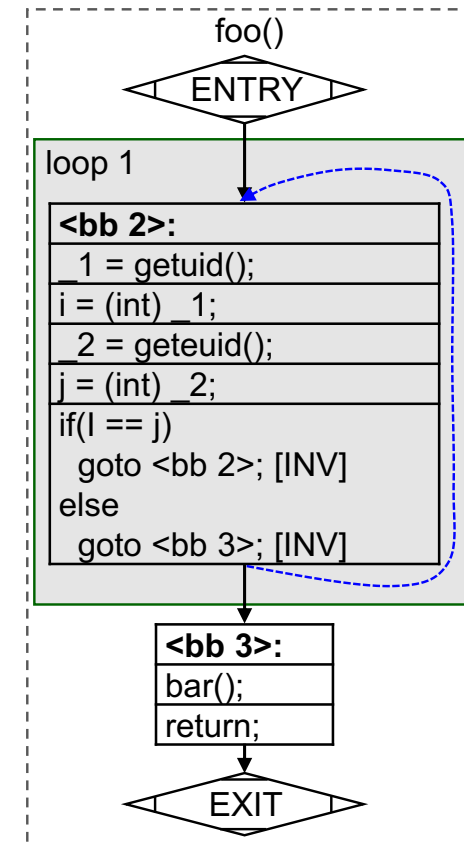 foo()
ENTRY
loop 1
<bb 2>:
_1 = getuid();
i = (int) _1;
_2 = geteuid();
j = (int) _2;
if(I == j)
goto <bb 2>; [INV]
else
goto <bb 3>; [INV]
<bb 3>:
bar();
return;
EXIT